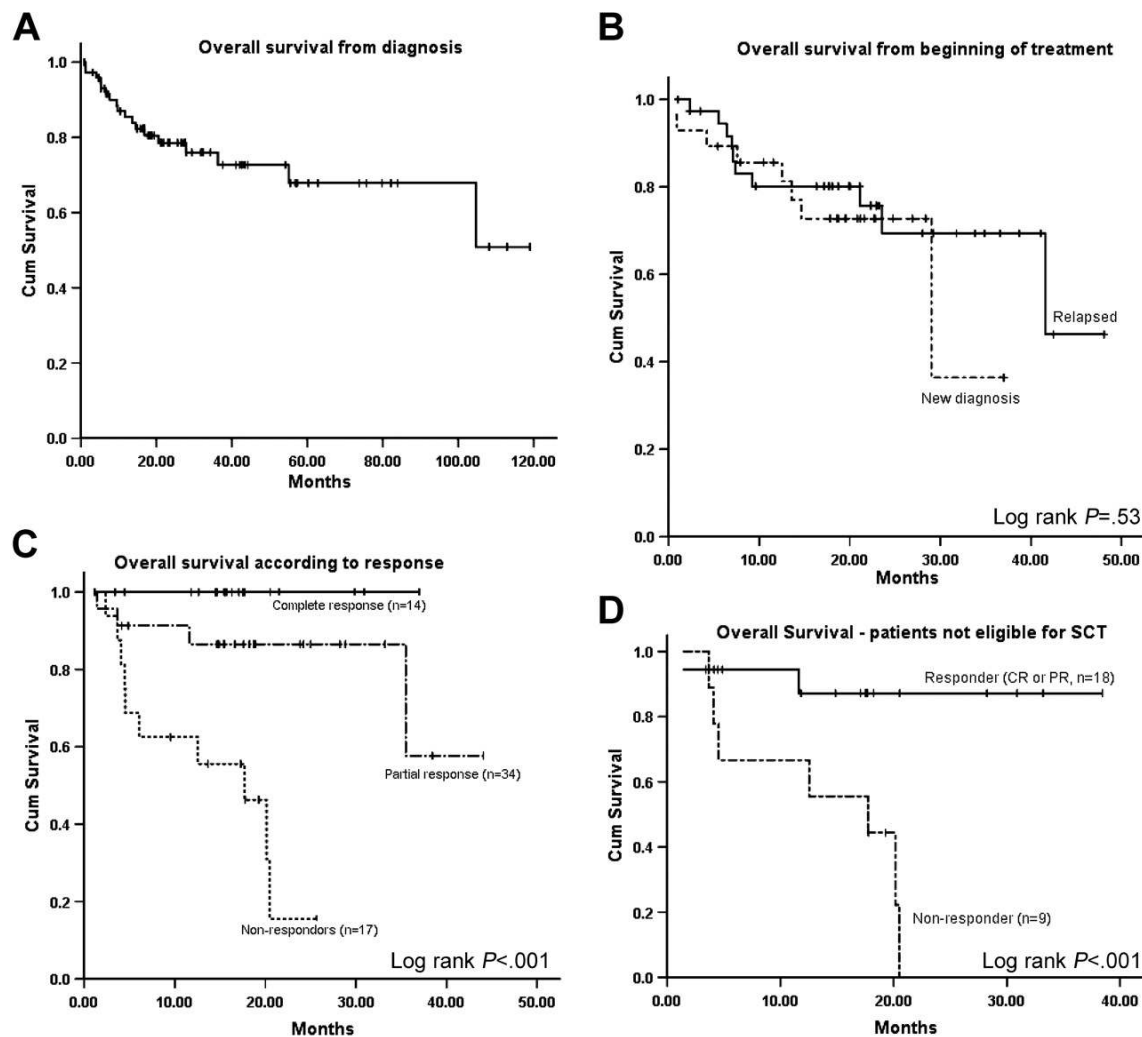 A
Overall survival from diagnosis
Cum Survival
1.0
0.8
0.6
0.4
0.2
0.0
0.00 20.00 40.00 60.00 80.00 100.00 120.00
Months
B
Overall survival from beginning of treatment
Cum Survival
1.0
0.8
0.6
0.4
0.2
0.0
Relapsed
New diagnosis
Log rank P=.53
0.00 10.00 20.00 30.00 40.00 50.00
Months
C
Overall survival according to response
Cum Survival
1.0
0.8
0.6
0.4
0.2
0.0
Complete response (n=14)
Partial response (n=34)
Non-respondors (n=17)
Log rank P<.001
0.00 10.00 20.00 30.00 40.00 50.00
Months
D
Overall Survival - patients not eligible for SCT
Cum Survival
1.0
0.8
0.6
0.4
0.2
0.0
Responder (CR or PR, n=18)
Non-responder (n=9)
Log rank P<.001
0.00 10.00 20.00 30.00 40.00
Months